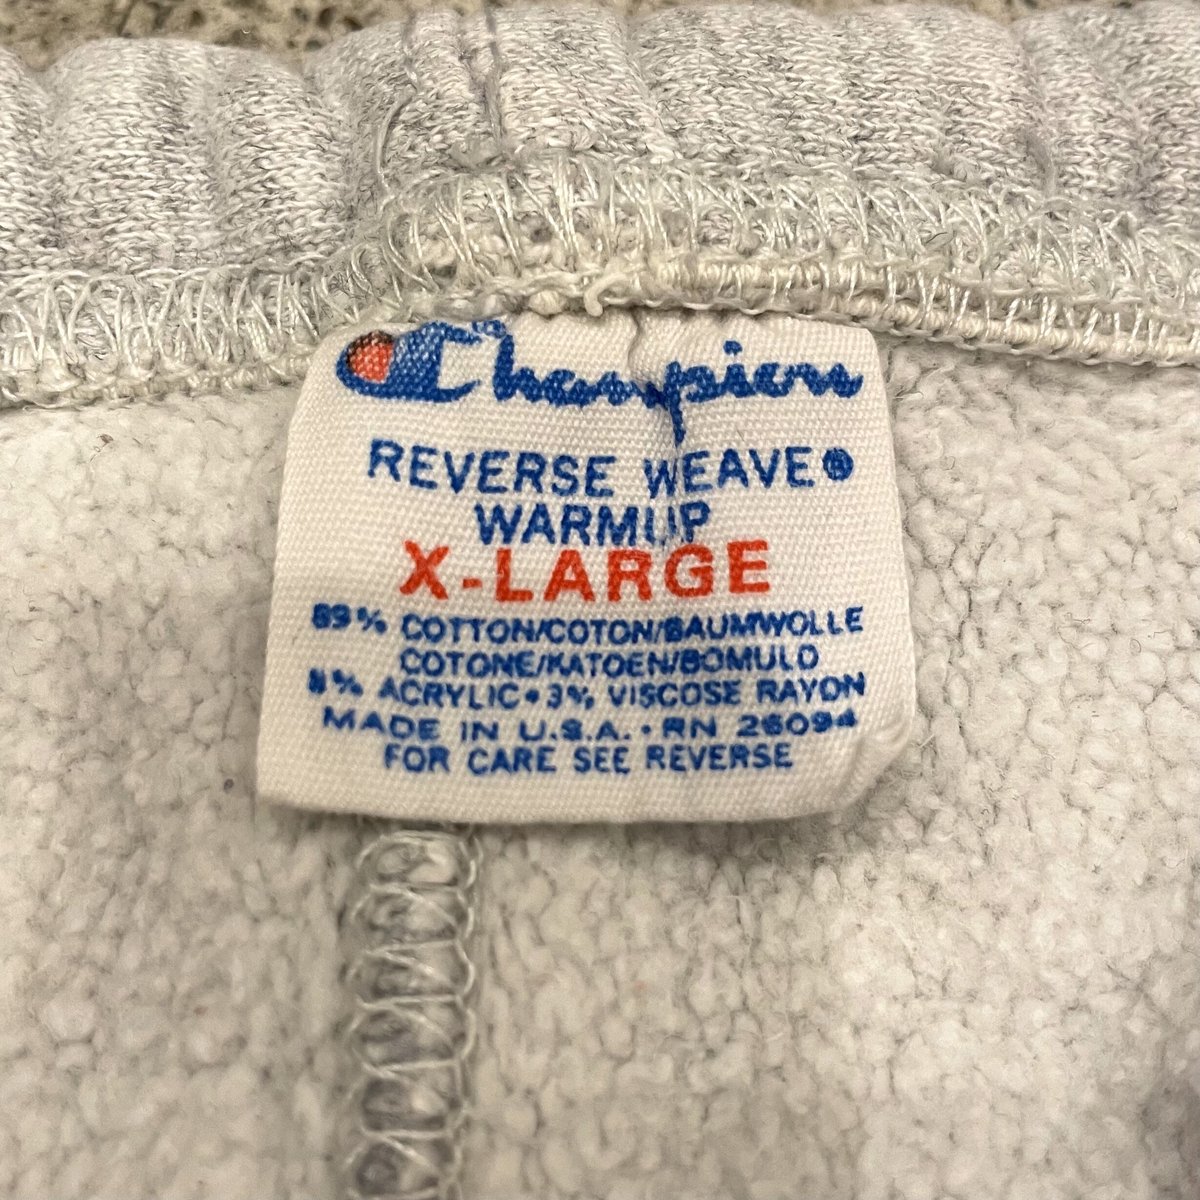 Champion
REVERSE WEAVE®
WARMUP
X-LARGE
89% COTTON/COTON/BAUMWOLLE
COTONE/KATOEN/BOMULD
8% ACRYLIC • 3% VISCOSE RAYON
MADE IN U.S.A. • RN 26094
FOR CARE SEE REVERSE